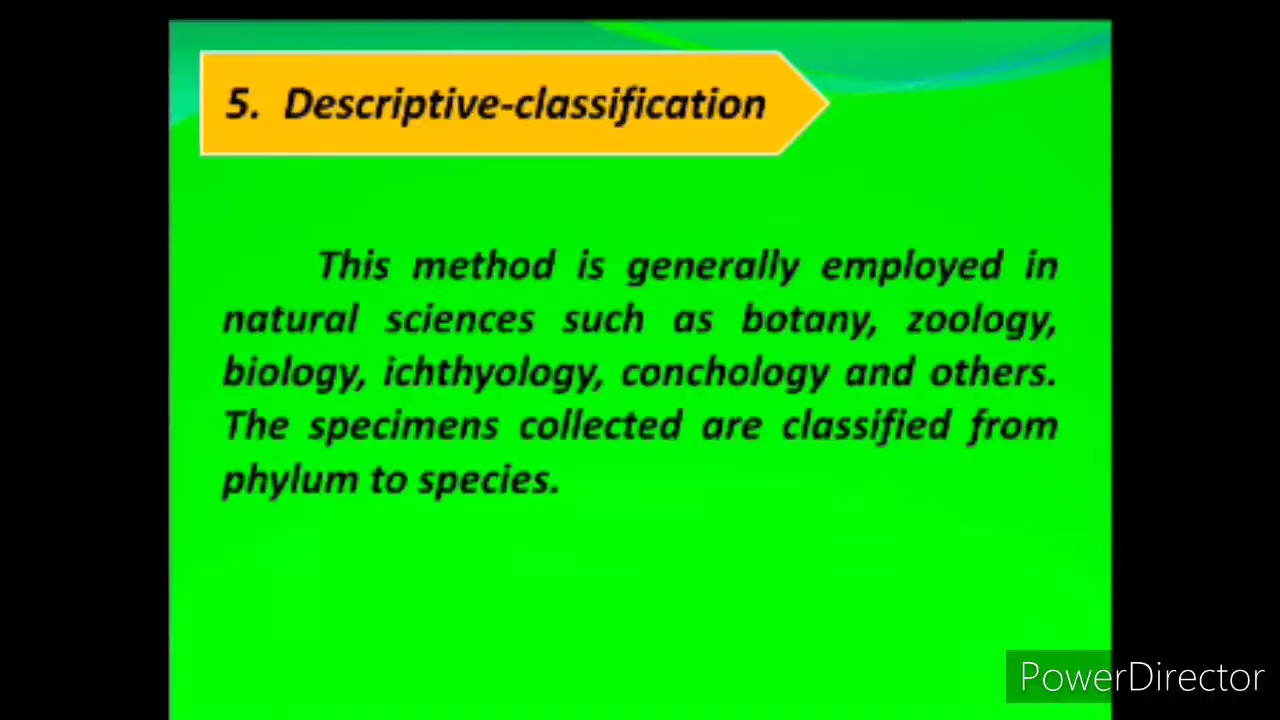 5. Descriptive-classification
This method is generally employed in
natural sciences such as botany, zoology,
biology, ichthyology, conchology and others.
The specimens collected are classified from
phylum to species.
PowerDirector